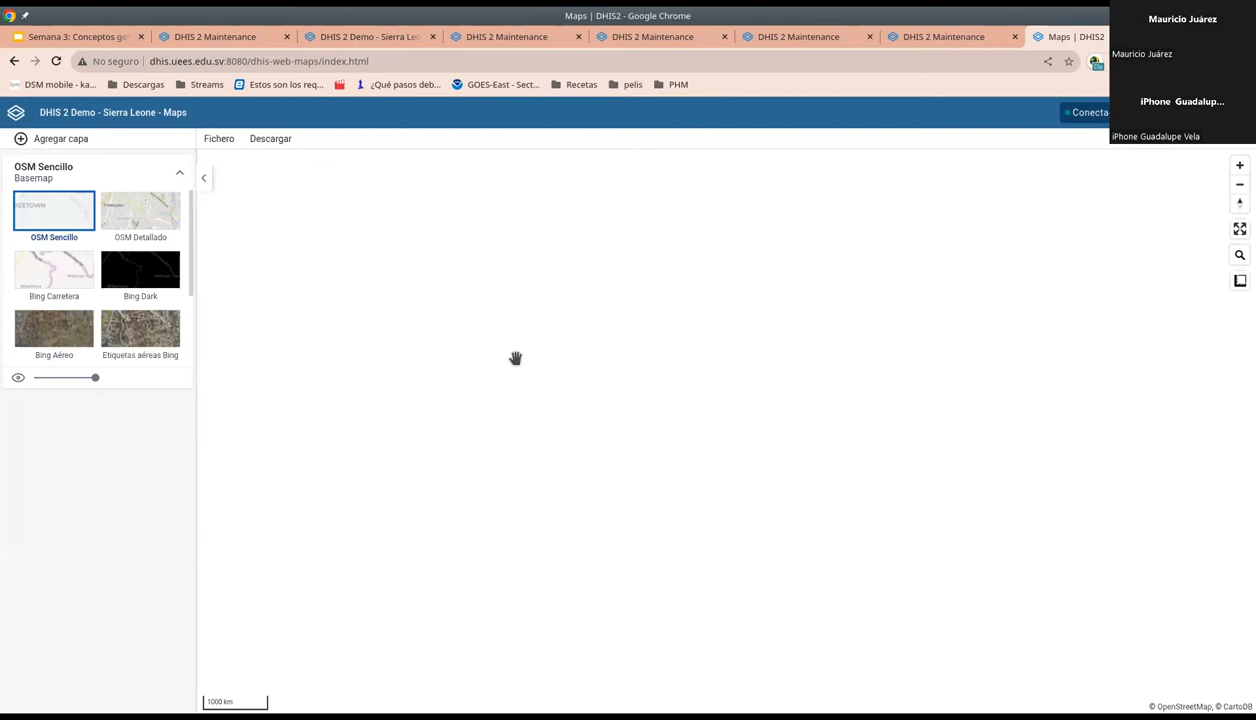 Maps | DHIS2 - Google Chrome
Mauricio Juárez
Semana 3: Conceptos ge
DHIS 2 Maintenance
DHIS 2 Demo - Sierra Leo
DHIS 2 Maintenance
DHIS 2 Maintenance
DHIS 2 Maintenance
DHIS 2 Maintenance
Maps | DHIS2
Mauricio Juárez
No seguro
dhis.uees.edu.sv:8080/dhis-web-maps/index.html
DSM mobile - ka...
Descargas
Streams
Estos son los req...
¿Qué pasos deb...
GOES-East - Sect...
Recetas
pelis
PHM
iPhone Guadalup...
DHIS 2 Demo - Sierra Leone - Maps
Conecta
iPhone Guadalupe Vela
Agregar capa
Fichero
Descargar
OSM Sencillo
Basemap
EETOWN
OSM Sencillo
OSM Detallado
Bing Carretera
Bing Dark
Bing Aéreo
Etiquetas aéreas Bing
1000 km
© OpenStreetMap, © CartoDB